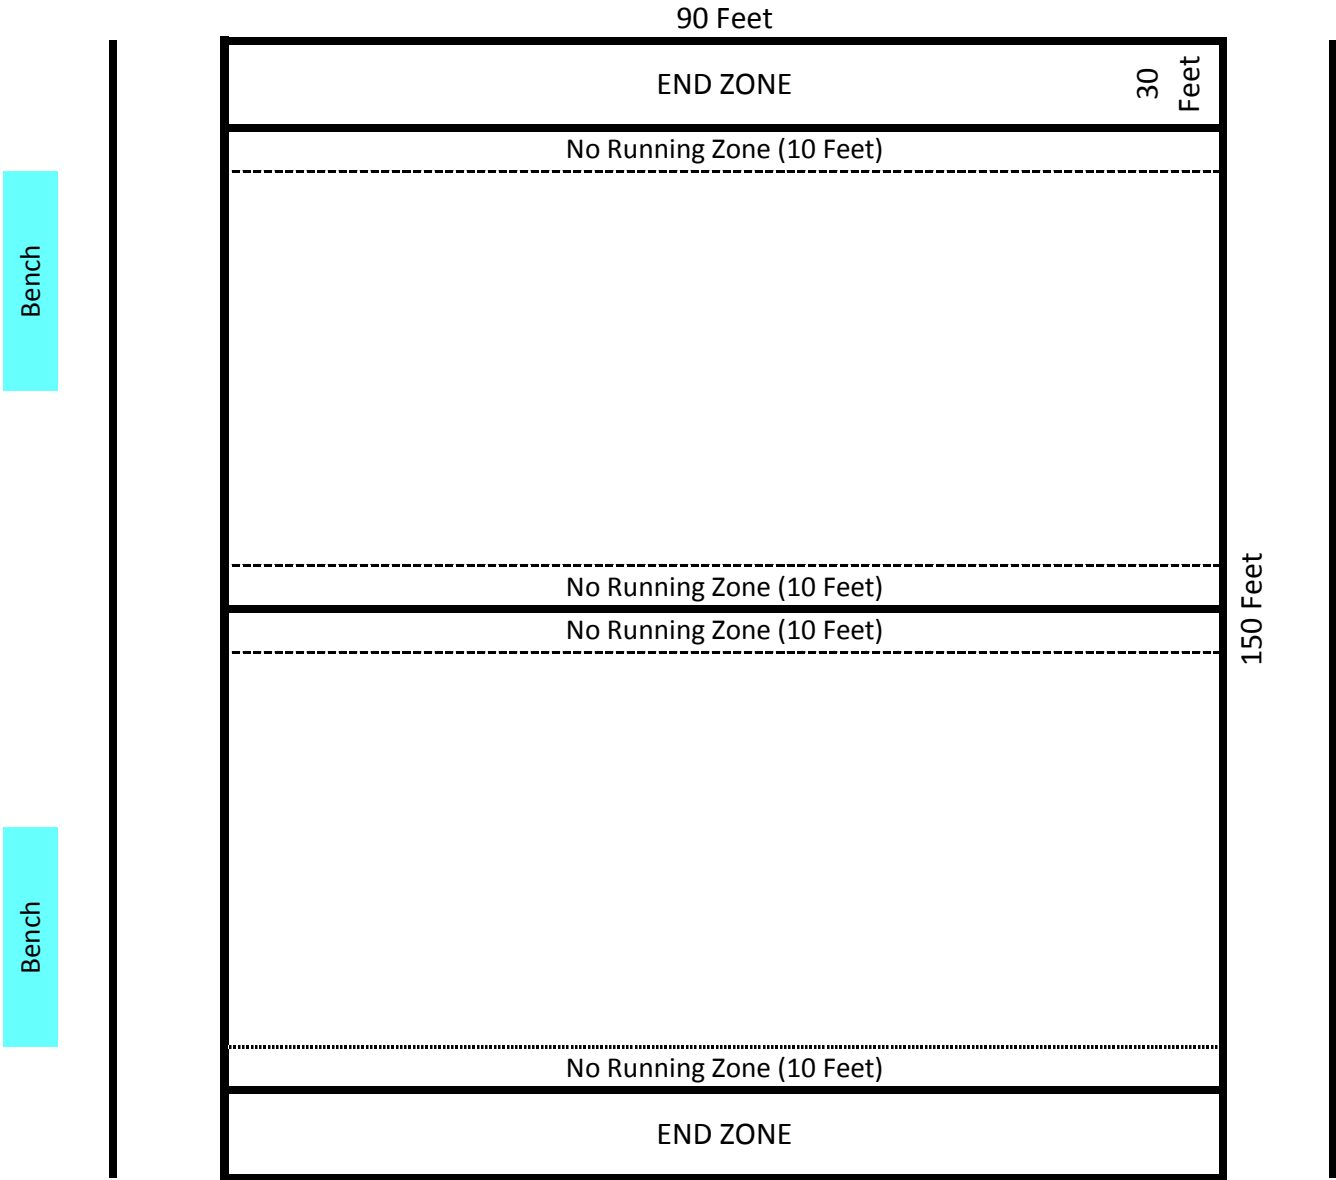 90 Feet
END ZONE
30
Feet
No Running Zone (10 Feet)
Bench
No Running Zone (10 Feet)
150 Feet
No Running Zone (10 Feet)
Bench
No Running Zone (10 Feet)
END ZONE